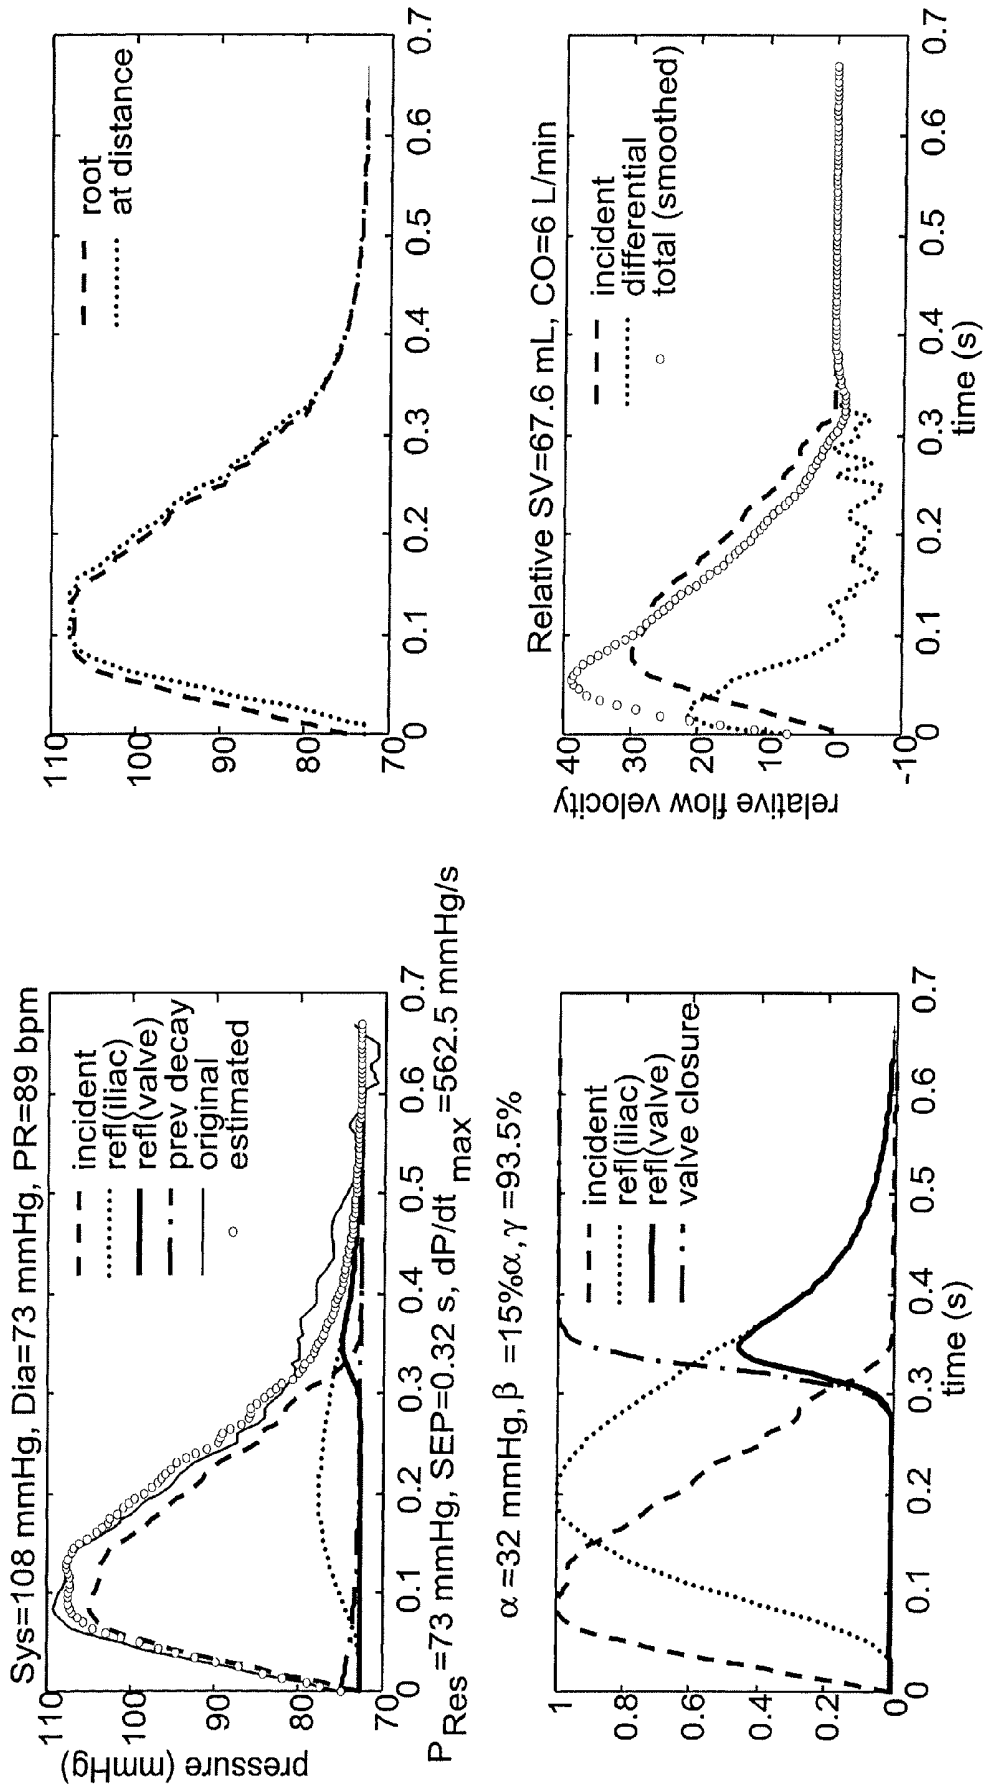 Sys=108 mmHg, Dia=73 mmHg, PR=89 bpm
pressure (mmHg)
110
100
90
80
70
0 0.1 0.2 0.3 0.4 0.5 0.6 0.7
incident
refl(iliac)
refl(valve)
prev decay
original
estimated
P Res =73 mmHg, SEP=0.32 s, dP/dt max =562.5 mmHg/s
110
100
90
80
70
0 0.1 0.2 0.3 0.4 0.5 0.6 0.7
root
at distance
α =32 mmHg, β =15%α, γ =93.5%
1
0.8
0.6
0.4
0.2
0
0 0.1 0.2 0.3 0.4 0.5 0.6 0.7
time (s)
incident
refl(iliac)
refl(valve)
valve closure
Relative SV=67.6 mL, CO=6 L/min
relative flow velocity
40
30
20
10
0
-10
0 0.1 0.2 0.3 0.4 0.5 0.6 0.7
time (s)
incident
differential
total (smoothed)